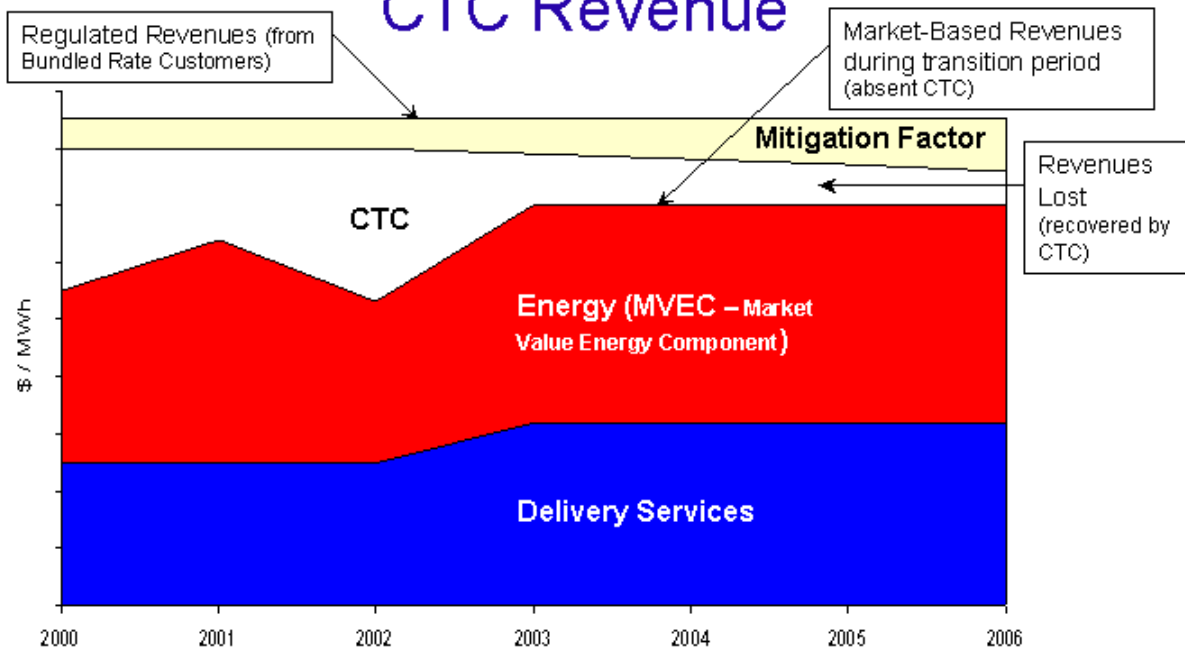 CTC Revenue
Regulated Revenues (from
Bundled Rate Customers)
Market-Based Revenues
during transition period
(absent CTC)
Mitigation Factor
Revenues
Lost
(recovered by
CTC)
CTC
Energy (MVEC – Market
Value Energy Component)
$ / MWh
Delivery Services
2000 2001 2002 2003 2004 2005 2006